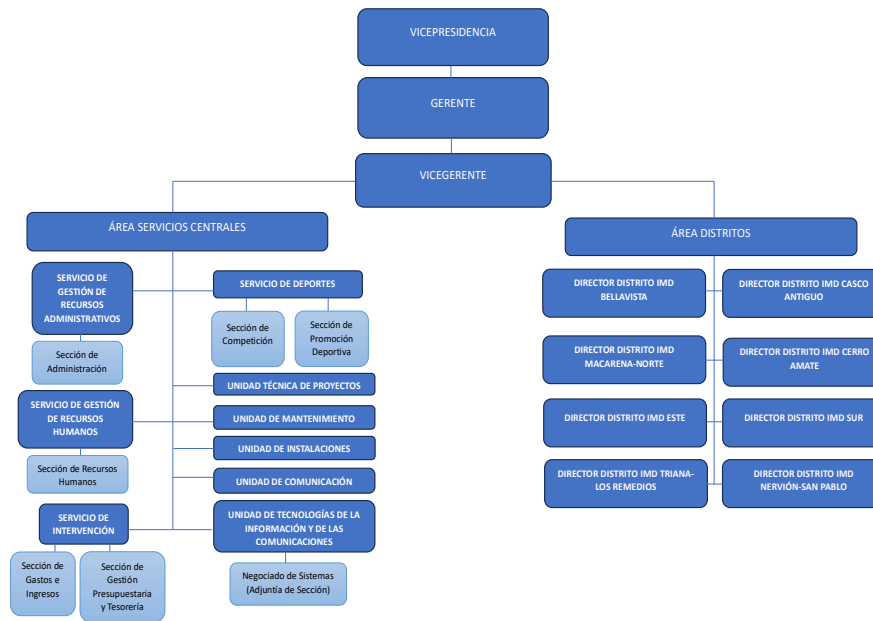 VICEPRESIDENCIA
GERENTE
VICEGERENTE
ÁREA SERVICIOS CENTRALES
SERVICIO DE
GESTIÓN DE
RECURSOS
ADMINISTRATIVOS
Sección de
Administración
SERVICIO DE GESTIÓN
DE RECURSOS
HUMANOS
Sección de Recursos
Humanos
SERVICIO DE
INTERVENCIÓN
Sección de
Gastos e
Ingresos
Sección de
Gestión
Presupuestaria
y Tesorería
SERVICIO DE DEPORTES
Sección de
Competición
Sección de
Promoción
Deportiva
UNIDAD TÉCNICA DE PROYECTOS
UNIDAD DE MANTENIMIENTO
UNIDAD DE INSTALACIONES
UNIDAD DE COMUNICACIÓN
UNIDAD DE TECNOLOGÍAS DE LA
INFORMACIÓN Y DE LAS
COMUNICACIONES
Negociado de Sistemas
(Adjuntía de Sección)
ÁREA DISTRITOS
DIRECTOR DISTRITO IMD
BELLAVISTA
DIRECTOR DISTRITO IMD CASCO
ANTIGUO
DIRECTOR DISTRITO IMD
MACARENA-NORTE
DIRECTOR DISTRITO IMD CERRO
AMATE
DIRECTOR DISTRITO IMD ESTE
DIRECTOR DISTRITO IMD SUR
DIRECTOR DISTRITO IMD TRIANA-
LOS REMEDIOS
DIRECTOR DISTRITO IMD
NERVIÓN-SAN PABLO